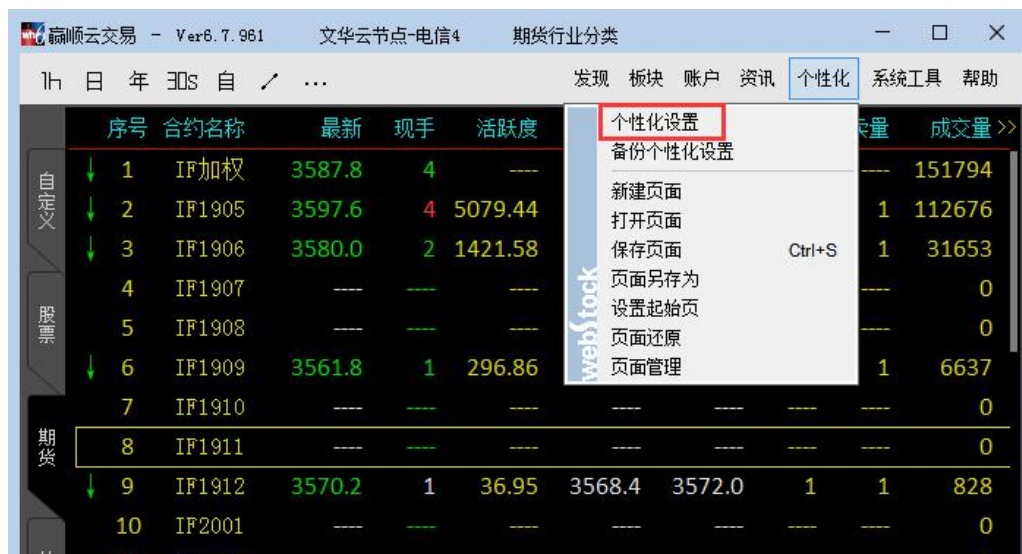 wh6 赢顺云交易 - Ver6.7.961 文华云节点-电信4 期货行业分类
1h 日 年 30s 自 ... 发现 板块 账户 资讯 个性化 系统工具 帮助
序号 合约名称 最新 现手 活跃度 卖量 成交量 >>
个性化设置
备份个性化设置
新建页面
打开页面
保存页面 Ctrl+S
页面另存为
设置起始页
页面还原
页面管理
webstock
自定义
股票
期货
↓ 1 IF加权 3587.8 4 ---- ---- 151794
↓ 2 IF1905 3597.6 4 5079.44 1 112676
↓ 3 IF1906 3580.0 2 1421.58 1 31653
4 IF1907 ---- ---- ---- ---- 0
5 IF1908 ---- ---- ---- ---- 0
↓ 6 IF1909 3561.8 1 296.86 1 6637
7 IF1910 ---- ---- ---- ---- ---- ---- ---- 0
8 IF1911 ---- ---- ---- ---- ---- ---- ---- 0
↓ 9 IF1912 3570.2 1 36.95 3568.4 3572.0 1 1 828
10 IF2001 ---- ---- ---- ---- ---- ---- ---- 0